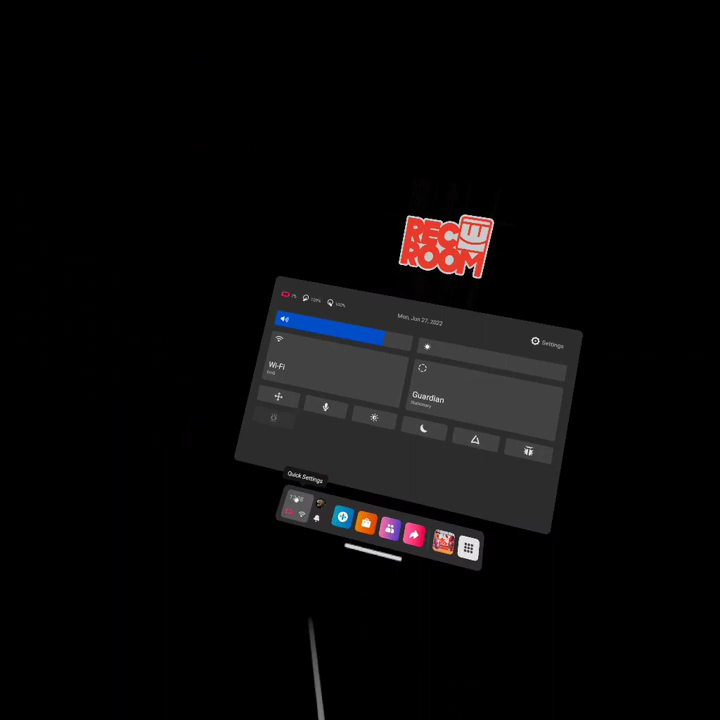 REC
ROOM
Mon, Jun 27, 2022
Settings
Wi-Fi
Guardian
Stationary
Quick Settings